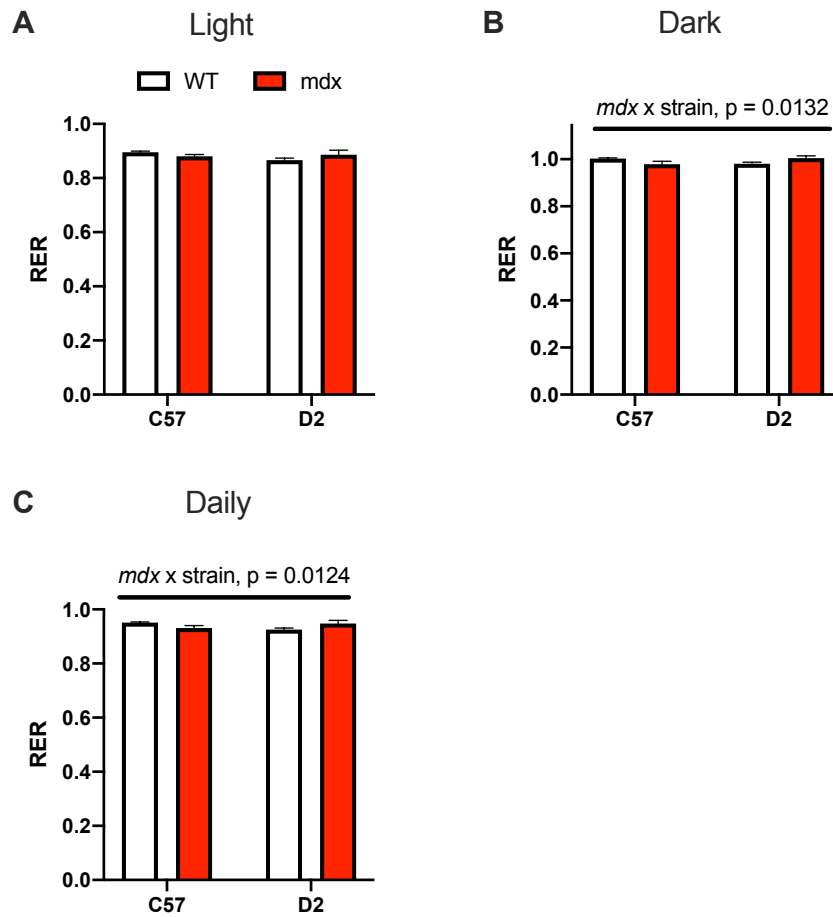 A Light
WT mdx
1.0
0.8
0.6
0.4
0.2
0.0
RER
C57 D2
B Dark
mdx x strain, p = 0.0132
1.0
0.8
0.6
0.4
0.2
0.0
RER
C57 D2
C Daily
mdx x strain, p = 0.0124
1.0
0.8
0.6
0.4
0.2
0.0
RER
C57 D2